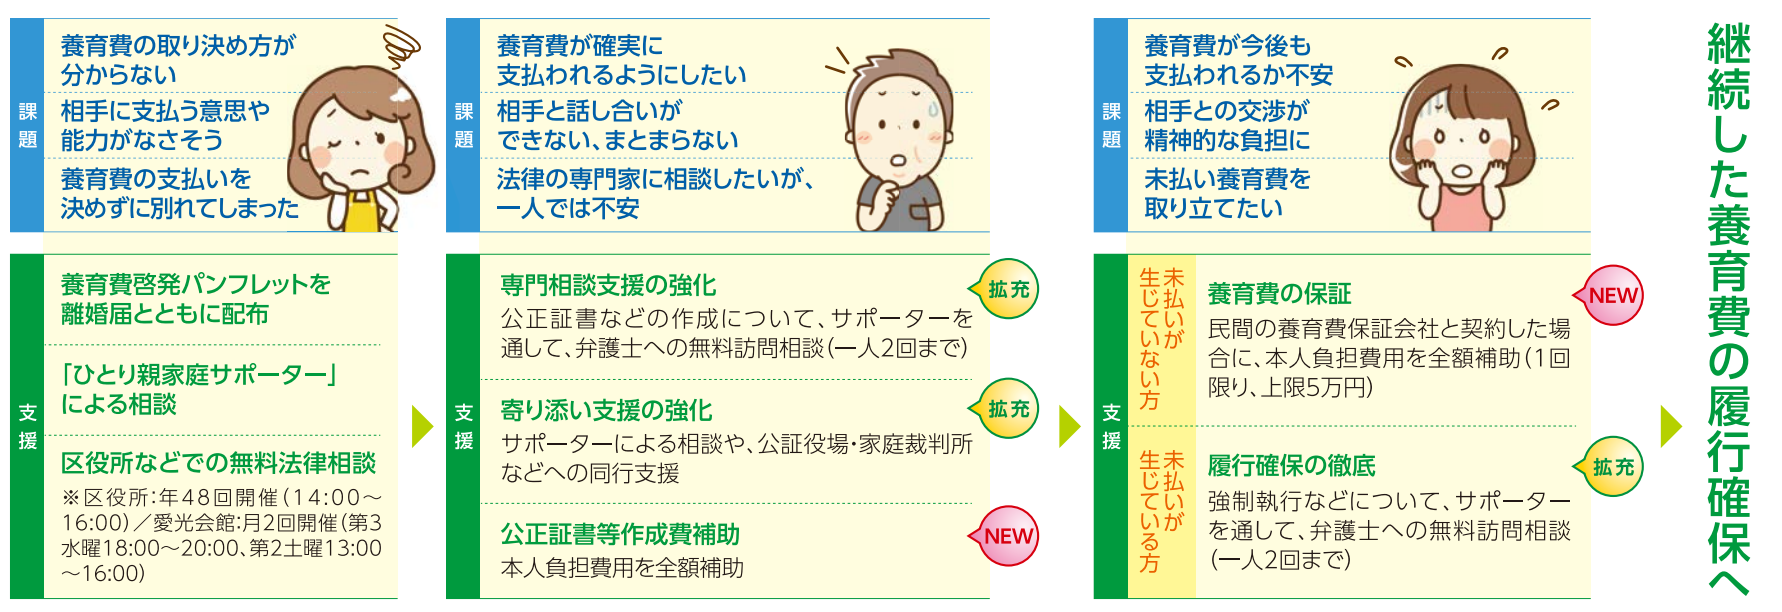 課題
養育費の取り決め方が
分からない
相手に支払う意思や
能力がなさそう
養育費の支払いを
決めずに別れてしまった
支援
養育費啓発パンフレットを
離婚届とともに配布
「ひとり親家庭サポーター」
による相談
区役所などでの無料法律相談
※区役所:年48回開催(14:00～
16:00)／愛光会館:月2回開催(第3
水曜18:00～20:00、第2土曜13:00
～16:00)
課題
養育費が確実に
支払われるようにしたい
相手と話し合いが
できない、まとまらない
法律の専門家に相談したいが、
一人では不安
支援
専門相談支援の強化
拡充
公正証書などの作成について、サポーターを
通して、弁護士への無料訪問相談(一人2回まで)
寄り添い支援の強化
拡充
サポーターによる相談や、公証役場・家庭裁判所
などへの同行支援
公正証書等作成費補助
NEW
本人負担費用を全額補助
課題
養育費が今後も
支払われるか不安
相手との交渉が
精神的な負担に
未払い養育費を
取り立てたい
支援
未払いが
生じていない方
養育費の保証
NEW
民間の養育費保証会社と契約した場
合に、本人負担費用を全額補助(1回
限り、上限5万円)
未払いが
生じている方
履行確保の徹底
拡充
強制執行などについて、サポーター
を通して、弁護士への無料訪問相談
(一人2回まで)
継続した養育費の履行確保へ